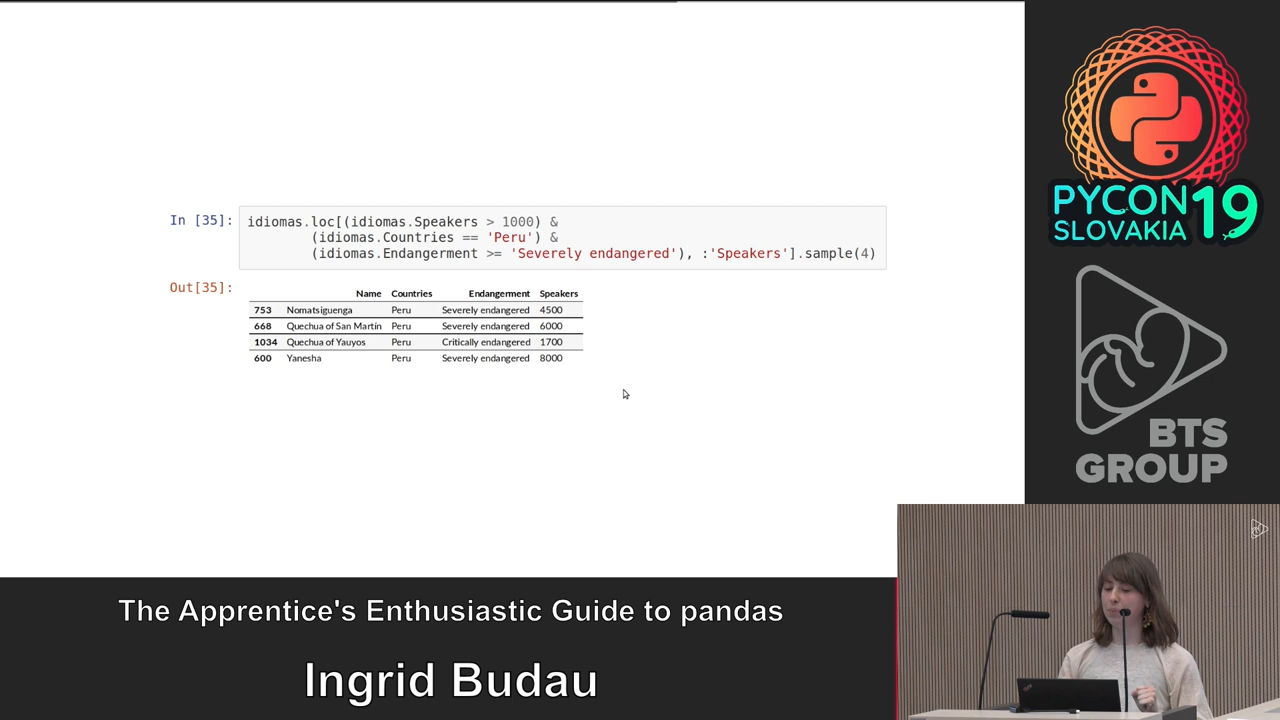 In [35]:
idiomas.loc[(idiomas.Speakers > 1000) &
(idiomas.Countries == 'Peru') &
(idiomas.Endangerment >= 'Severely endangered'), :'Speakers'].sample(4)
Out[35]:
Name Countries Endangerment Speakers
753 Nomatsiguenga Peru Severely endangered 4500
668 Quechua of San Martín Peru Severely endangered 6000
1034 Quechua of Yauyos Peru Critically endangered 1700
600 Yanesha Peru Severely endangered 8000
PYCON 19
SLOVAKIA
BTS
GROUP
The Apprentice's Enthusiastic Guide to pandas
Ingrid Budau